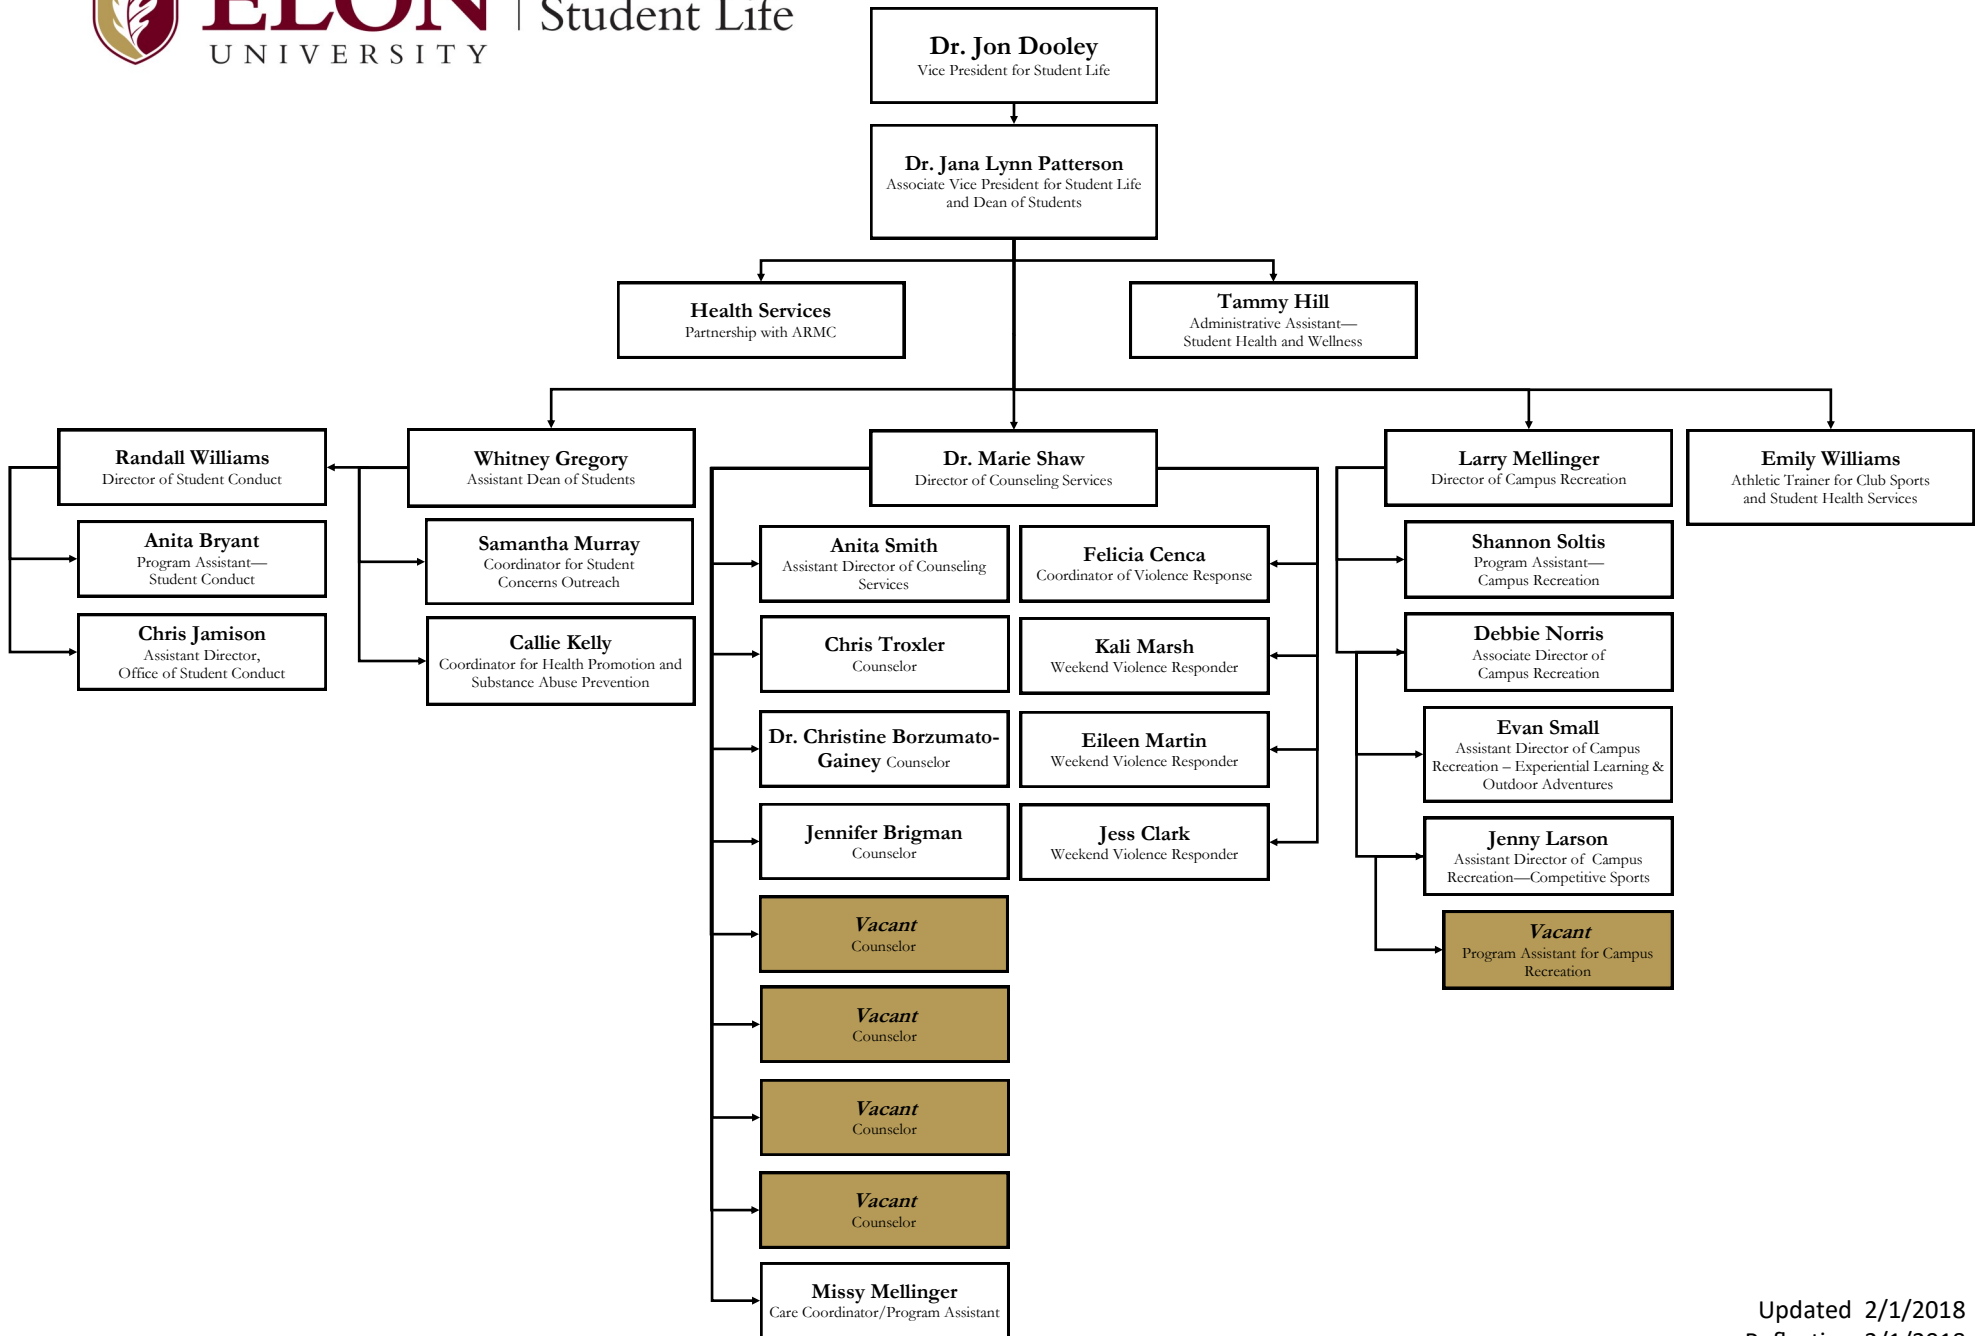 ELON
UNIVERSITY
Student Life
Dr. Jon Dooley
Vice President for Student Life
Dr. Jana Lynn Patterson
Associate Vice President for Student Life
and Dean of Students
Health Services
Partnership with ARMC
Tammy Hill
Administrative Assistant—
Student Health and Wellness
Randall Williams
Director of Student Conduct
Anita Bryant
Program Assistant—
Student Conduct
Chris Jamison
Assistant Director,
Office of Student Conduct
Whitney Gregory
Assistant Dean of Students
Samantha Murray
Coordinator for Student
Concerns Outreach
Callie Kelly
Coordinator for Health Promotion and
Substance Abuse Prevention
Dr. Marie Shaw
Director of Counseling Services
Anita Smith
Assistant Director of Counseling
Services
Chris Troxler
Counselor
Dr. Christine Borzumato-
Gainey Counselor
Jennifer Brigman
Counselor
Vacant
Counselor
Vacant
Counselor
Vacant
Counselor
Vacant
Counselor
Missy Mellinger
Care Coordinator/Program Assistant
Felicia Cenca
Coordinator of Violence Response
Kali Marsh
Weekend Violence Responder
Eileen Martin
Weekend Violence Responder
Jess Clark
Weekend Violence Responder
Larry Mellinger
Director of Campus Recreation
Shannon Soltis
Program Assistant—
Campus Recreation
Debbie Norris
Associate Director of
Campus Recreation
Evan Small
Assistant Director of Campus
Recreation – Experiential Learning &
Outdoor Adventures
Jenny Larson
Assistant Director of Campus
Recreation—Competitive Sports
Vacant
Program Assistant for Campus
Recreation
Emily Williams
Athletic Trainer for Club Sports
and Student Health Services
Updated 2/1/2018